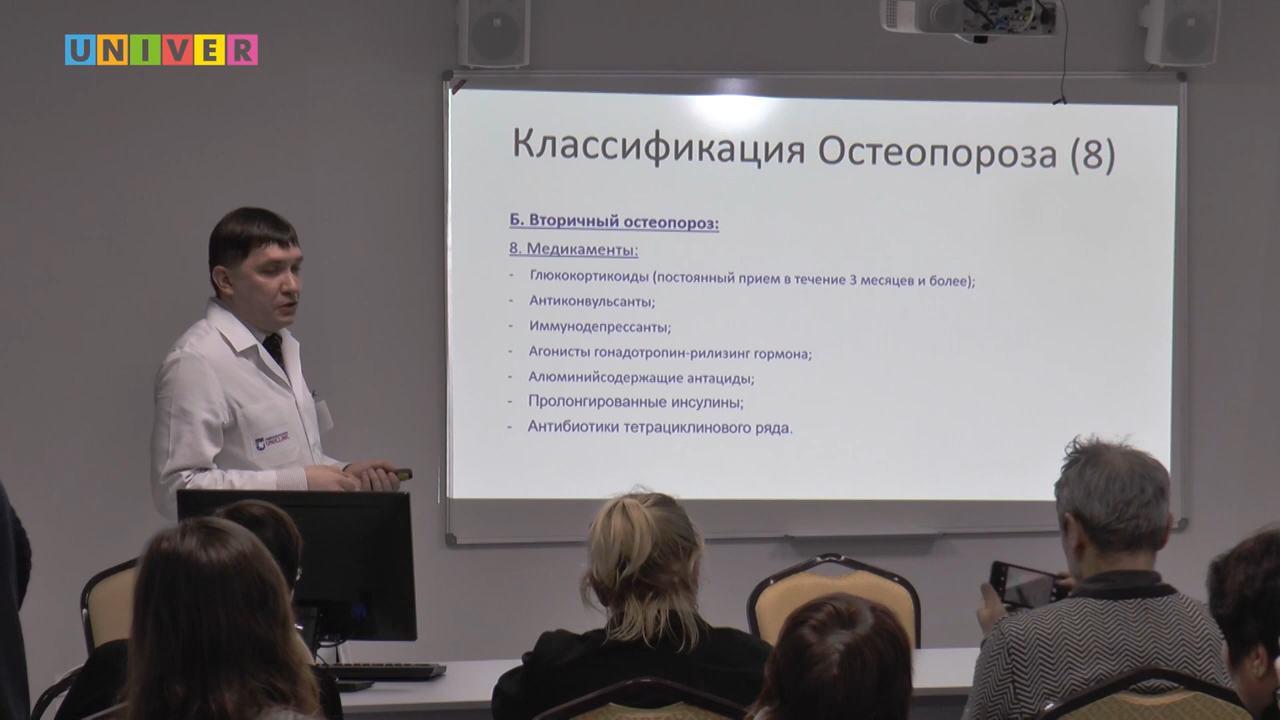 UNIVER
Классификация Остеопороза (8)
Б. Вторичный остеопороз:
8. Медикаменты:
- Глюкокортикоиды (постоянный прием в течение 3 месяцев и более);
- Антиконвульсанты;
- Иммунодепрессанты;
- Агонисты гонадотропин-рилизинг гормона;
- Алюминийсодержащие антациды;
- Пролонгированные инсулины;
- Антибиотики тетрациклинового ряда.